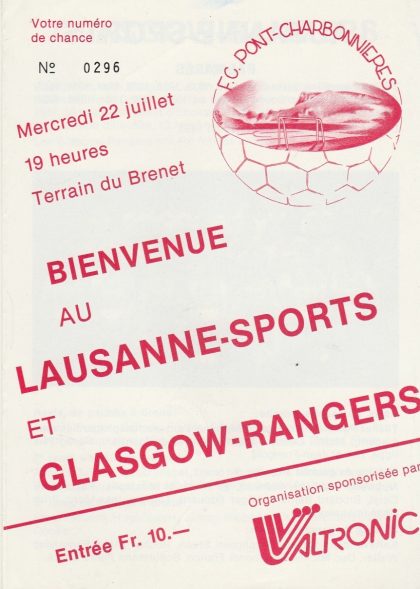 Votre numéro
de chance
Nº 0296
F.C. PONT-CHARBONNIERES
Mercredi 22 juillet
19 heures
Terrain du Brenet
BIENVENUE
AU
LAUSANNE-SPORTS
ET
GLASGOW-RANGERS
Organisation sponsorisée par
VALTRONIC
Entrée Fr. 10.—